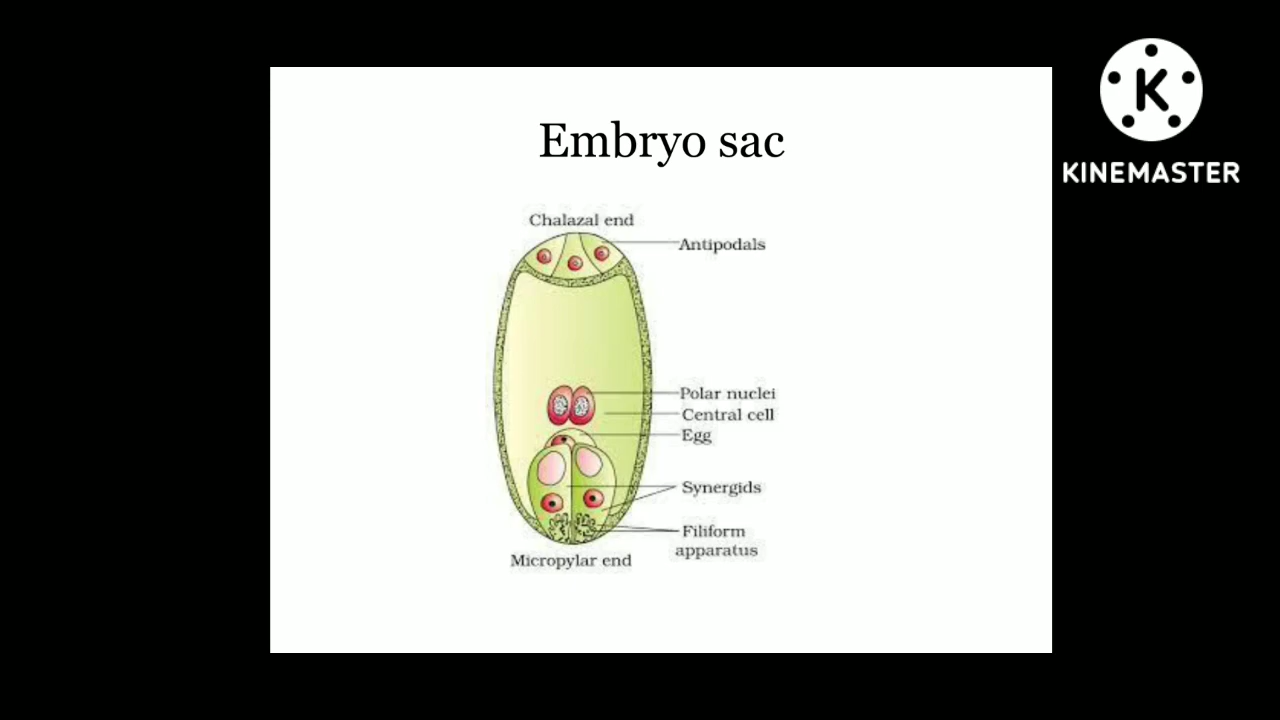 K
KINEMASTER
Embryo sac
Chalazal end
Antipodals
Polar nuclei
Central cell
Egg
Synergids
Filiform
apparatus
Micropylar end